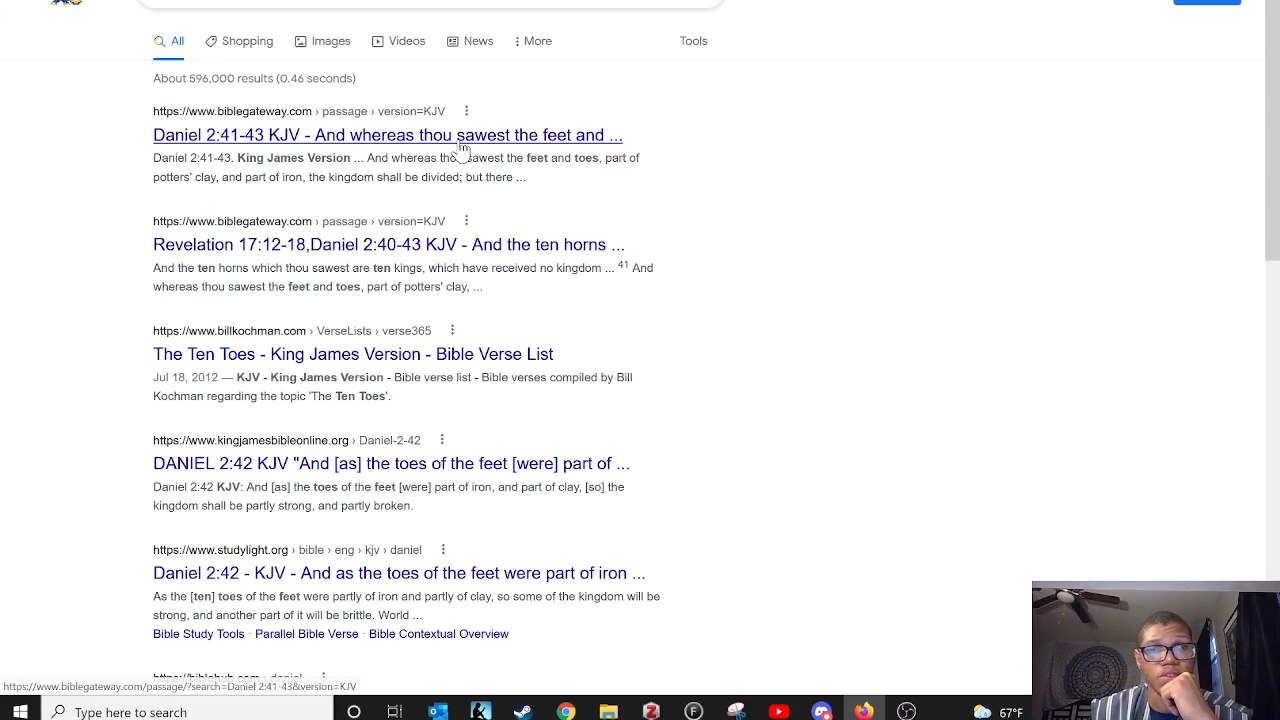 All
Shopping
Images
Videos
News
More
Tools
About 596,000 results (0.46 seconds)
https://www.biblegateway.com › passage › version=KJV
Daniel 2:41-43 KJV - And whereas thou sawest the feet and ...
Daniel 2:41-43. King James Version ... And whereas thou sawest the feet and toes, part of
potters' clay, and part of iron, the kingdom shall be divided; but there ...
https://www.biblegateway.com › passage › version=KJV
Revelation 17:12-18,Daniel 2:40-43 KJV - And the ten horns ...
And the ten horns which thou sawest are ten kings, which have received no kingdom ... 41 And
whereas thou sawest the feet and toes, part of potters' clay, ...
https://www.billkochman.com › VerseLists › verse365
The Ten Toes - King James Version - Bible Verse List
Jul 18, 2012 — KJV - King James Version - Bible verse list - Bible verses compiled by Bill
Kochman regarding the topic 'The Ten Toes'.
https://www.kingjamesbibleonline.org › Daniel-2-42
DANIEL 2:42 KJV "And [as] the toes of the feet [were] part of ...
Daniel 2:42 KJV: And [as] the toes of the feet [were] part of iron, and part of clay, [so] the
kingdom shall be partly strong, and partly broken.
https://www.studylight.org › bible › eng › kjv › daniel
Daniel 2:42 - KJV - And as the toes of the feet were part of iron ...
As the [ten] toes of the feet were partly of iron and partly of clay, so some of the kingdom will be
strong, and another part of it will be brittle. World ...
Bible Study Tools · Parallel Bible Verse · Bible Contextual Overview
https://biblehub.com › daniel
https://www.biblegateway.com/passage/?search=Daniel 2:41-43&version=KJV
Type here to search
67°F